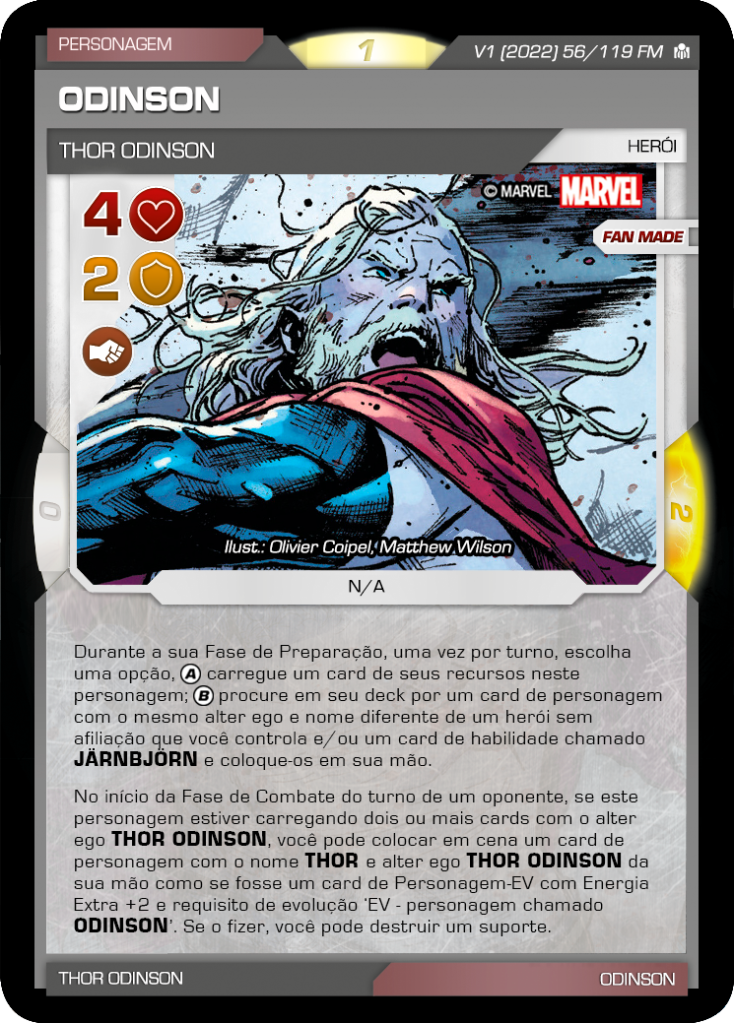 PERSONAGEM
1
V1 (2022) 56/119 FM
ODINSON
THOR ODINSON
HERÓI
4
© MARVEL MARVEL
FAN MADE
2
0
2
Ilust.: Olivier Coipel, Matthew Wilson
N/A
Durante a sua Fase de Preparação, uma vez por turno, escolha
uma opção, A carregue um card de seus recursos neste
personagem; B procure em seu deck por um card de personagem
com o mesmo alter ego e nome diferente de um herói sem
afiliação que você controla e/ou um card de habilidade chamado
JÄRNBJÖRN e coloque-os em sua mão.
No início da Fase de Combate do turno de um oponente, se este
personagem estiver carregando dois ou mais cards com o alter
ego THOR ODINSON, você pode colocar em cena um card de
personagem com o nome THOR e alter ego THOR ODINSON da
sua mão como se fosse um card de Personagem-EV com Energia
Extra +2 e requisito de evolução 'EV - personagem chamado
ODINSON'. Se o fizer, você pode destruir um suporte.
THOR ODINSON
ODINSON